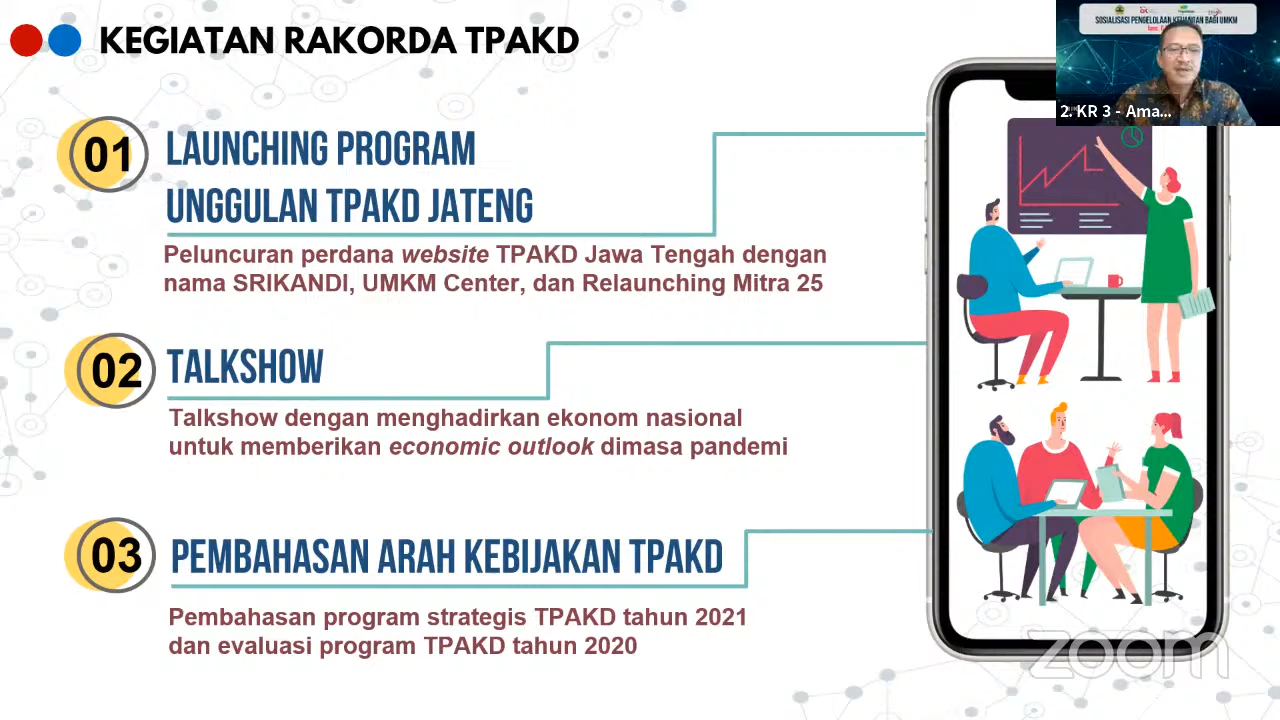 KEGIATAN RAKORDA TPAKD
SOSIALISASI PENGELOLAAN KEUANGAN BAGI UMKM
2. KR 3 - Ama...
01
LAUNCHING PROGRAM
UNGGULAN TPAKD JATENG
Peluncuran perdana website TPAKD Jawa Tengah dengan
nama SRIKANDI, UMKM Center, dan Relaunching Mitra 25
02
TALKSHOW
Talkshow dengan menghadirkan ekonom nasional
untuk memberikan economic outlook dimasa pandemi
03
PEMBAHASAN ARAH KEBIJAKAN TPAKD
Pembahasan program strategis TPAKD tahun 2021
dan evaluasi program TPAKD tahun 2020
zoom